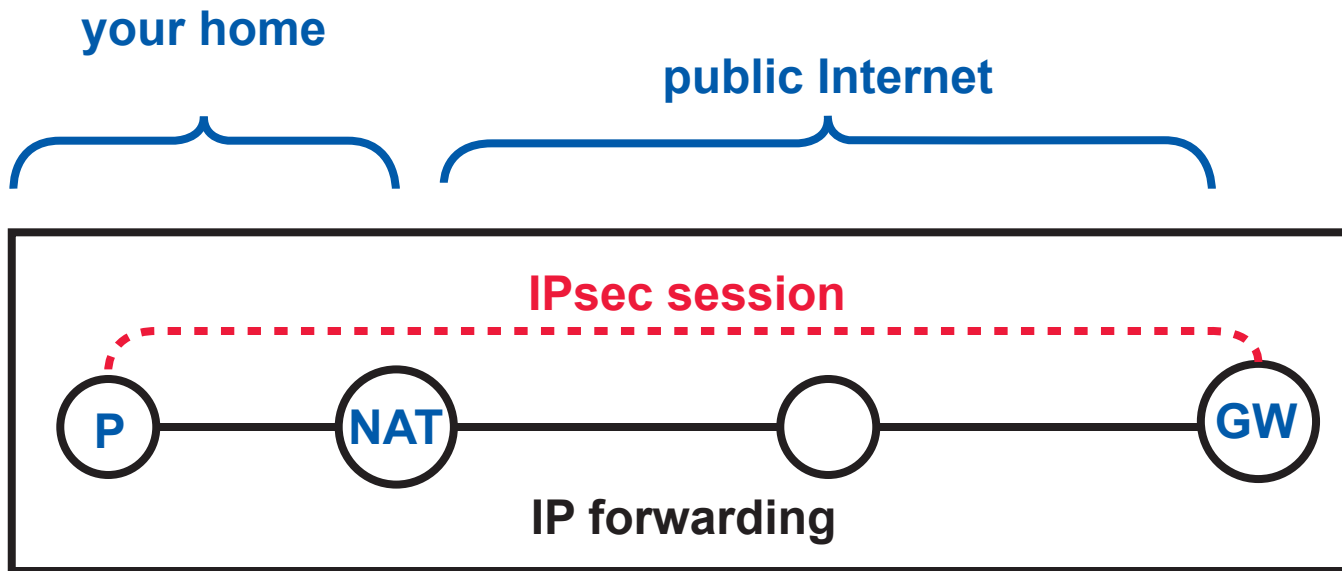 your home
public Internet
IPsec session
P
NAT
GW
IP forwarding